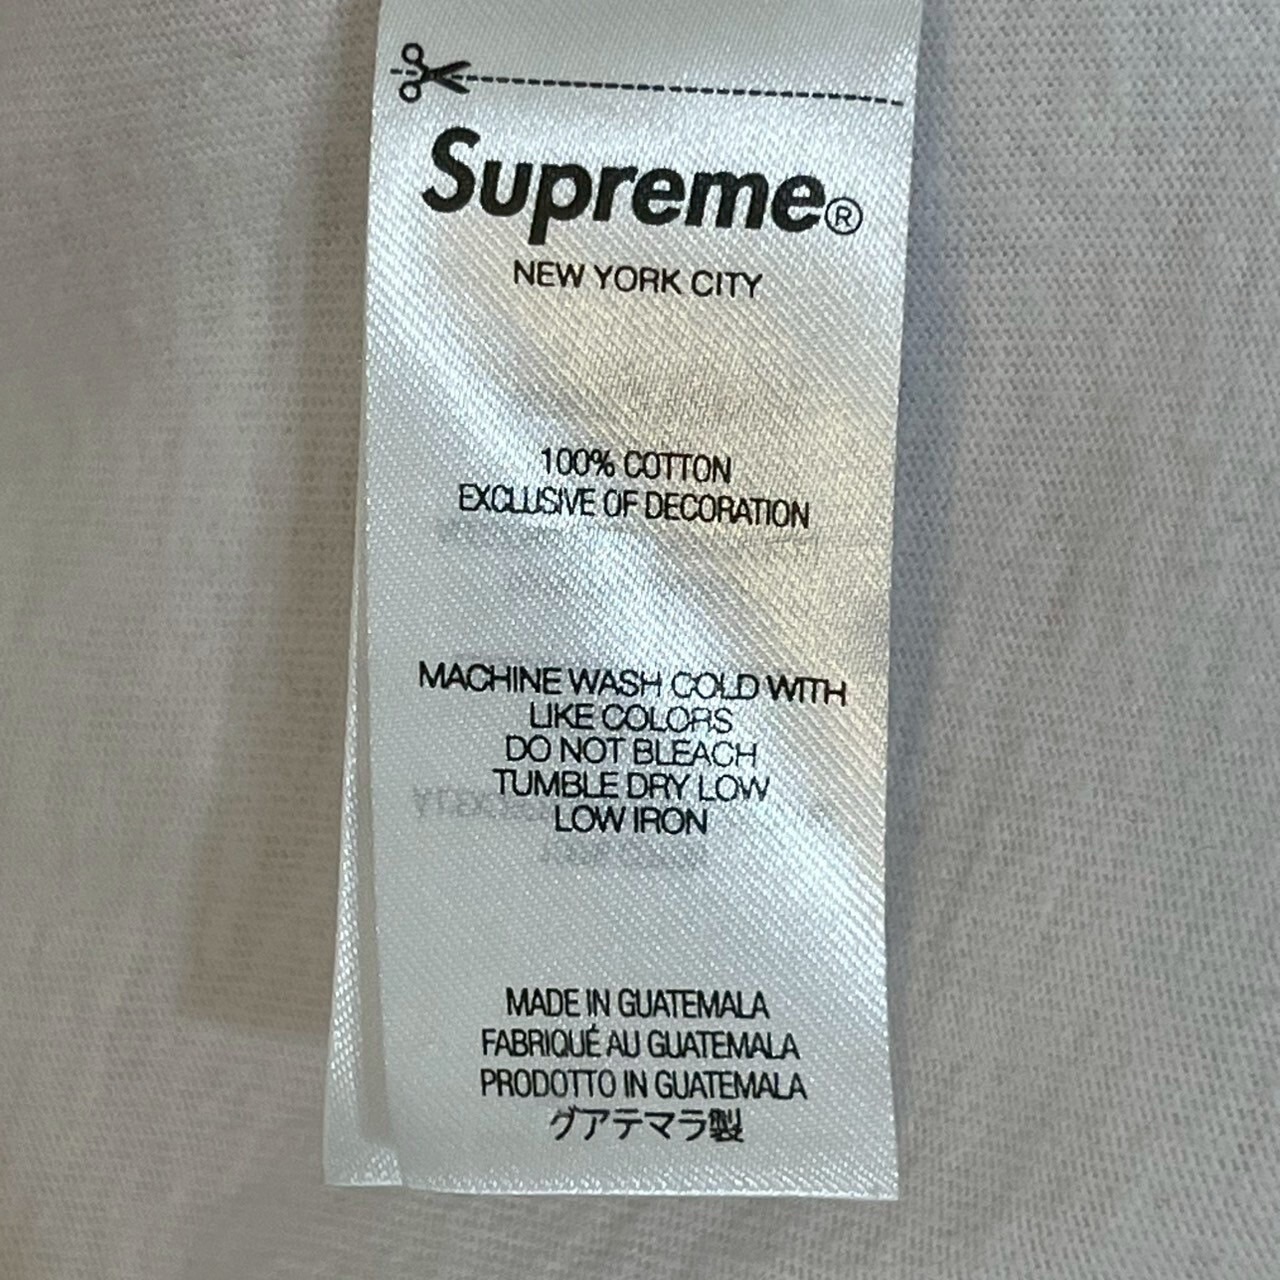 Supreme®
NEW YORK CITY
100% COTTON
EXCLUSIVE OF DECORATION
MACHINE WASH COLD WITH
LIKE COLORS
DO NOT BLEACH
TUMBLE DRY LOW
LOW IRON
MADE IN GUATEMALA
FABRIQUÉ AU GUATEMALA
PRODOTTO IN GUATEMALA
グアテマラ製